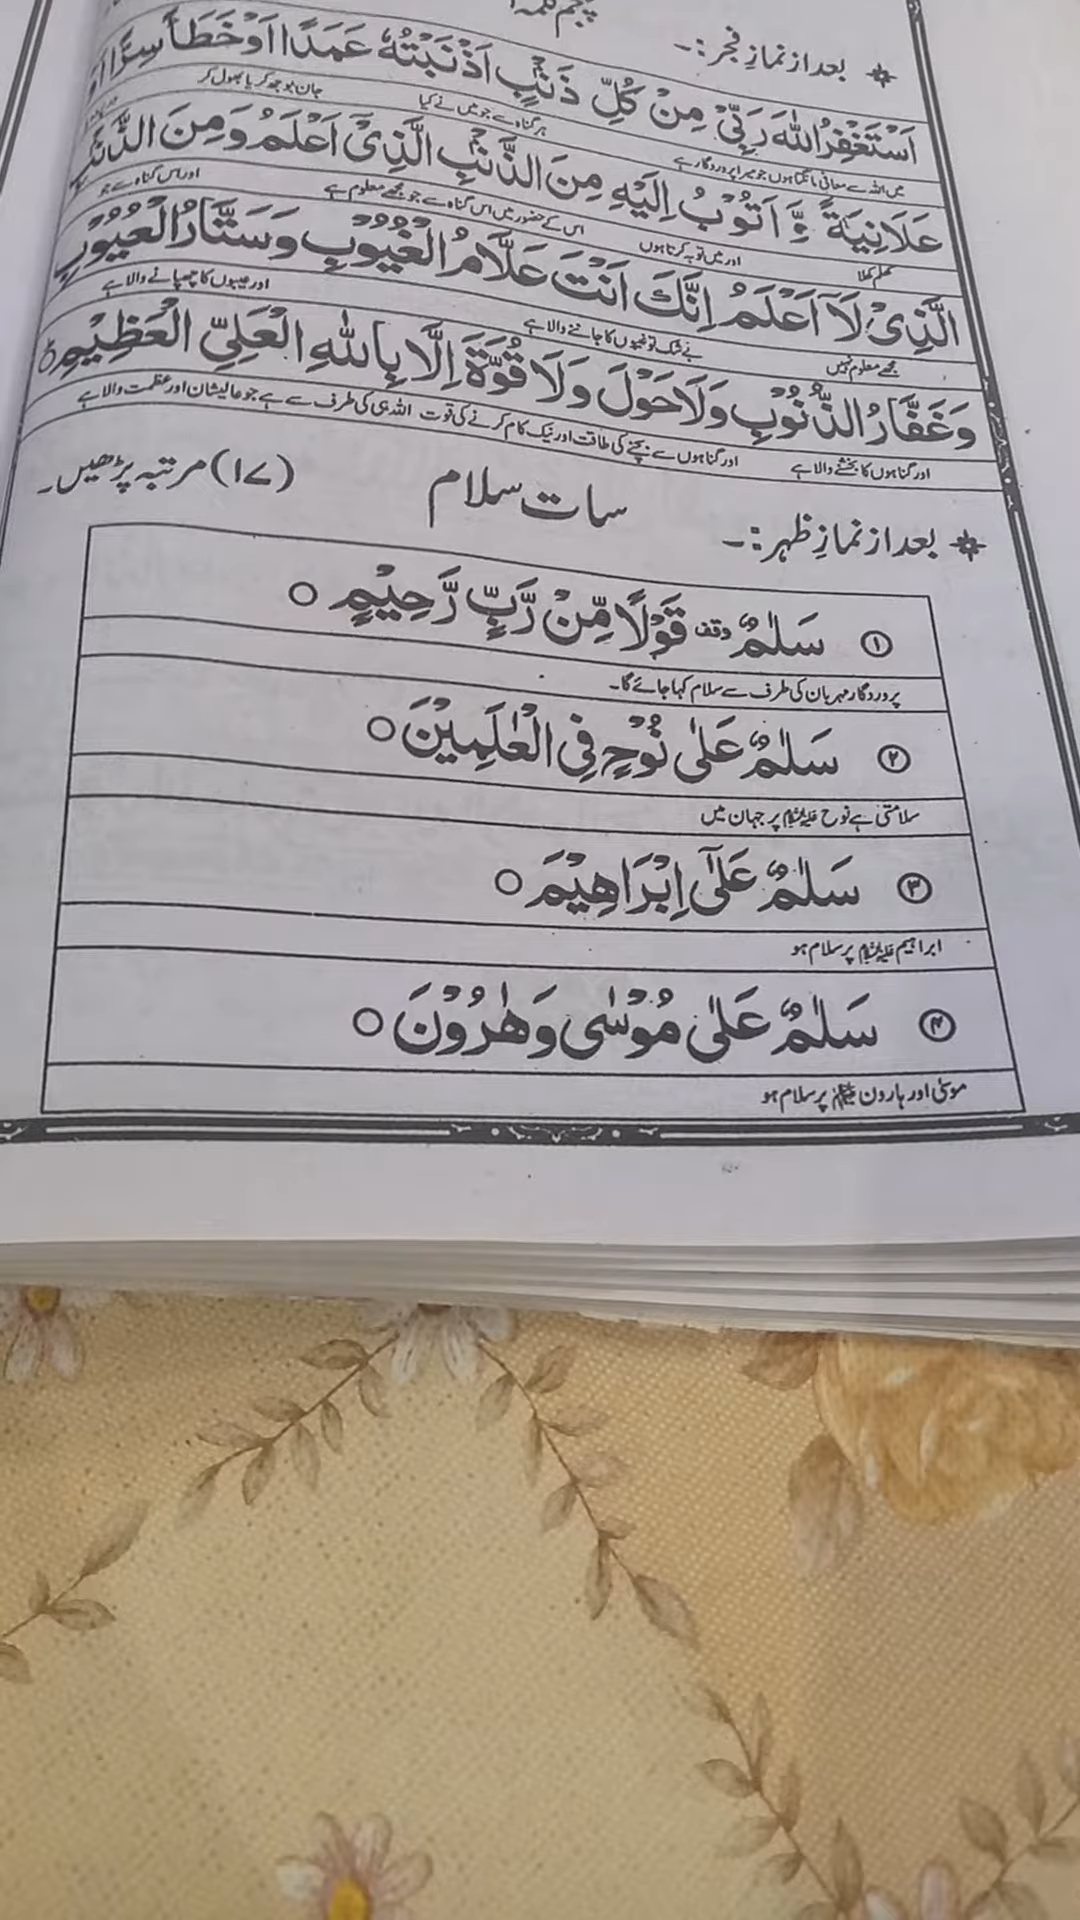 پنجم کلمہ
✵ بعد از نمازِ فجر:۔
اَسْتَغْفِرُ اللّٰهَ رَبِّیْ مِنْ كُلِّ ذَنْۢبٍ اَذْنَبْتُهٗ عَمَدًا اَوْ خَطَأً سِرًّا اَوْ
میں اللہ سے معافی مانگتا ہوں جو میرا پروردگار ہے ہر گناہ سے جو میں نے کیا جان بوجھ کر یا بھول کر
عَلَانِیَةً وَّ اَتُوْبُ اِلَیْهِ مِنَ الذَّنْۢبِ الَّذِیْ اَعْلَمُ وَمِنَ الذَّنْۢبِ
کھلم کھلا اور میں توبہ کرتا ہوں اس کے حضور میں اس گناہ سے جو مجھے معلوم ہے اور اس گناہ سے جو
الَّذِیْ لَآ اَعْلَمُ اِنَّكَ اَنْتَ عَلَّامُ الْغُیُوْبِ وَسَتَّارُ الْعُیُوْبِ
مجھے معلوم نہیں بے شک تو غیبوں کا جاننے والا ہے اور عیبوں کا چھپانے والا ہے
وَغَفَّارُ الذُّنُوْبِ وَلَا حَوْلَ وَلَا قُوَّةَ اِلَّا بِاللّٰهِ الْعَلِیِّ الْعَظِیْمِ
اور گناہوں کا بخشنے والا ہے اور گناہوں سے بچنے کی طاقت اور نیک کام کرنے کی قوت اللہ ہی کی طرف سے ہے جو عالیشان اور عظمت والا ہے
✵ بعد از نمازِ ظہر:۔ سات سلام (۱۷) مرتبہ پڑھیں۔
① سَلٰمٌ وقف قَوْلًا مِّنْ رَّبٍّ رَّحِیْمٍ ○
پروردگار مہربان کی طرف سے سلام کہا جائے گا۔
② سَلٰمٌ عَلٰی نُوْحٍ فِی الْعٰلَمِیْنَ ○
سلامتی ہے نوح علیہ السلام پر جہان میں
③ سَلٰمٌ عَلٰٓی اِبْرَاهِیْمَ ○
ابراہیم علیہ السلام پر سلام ہو
④ سَلٰمٌ عَلٰی مُوْسٰی وَهٰرُوْنَ ○
موسیٰ اور ہارون پر سلام ہو